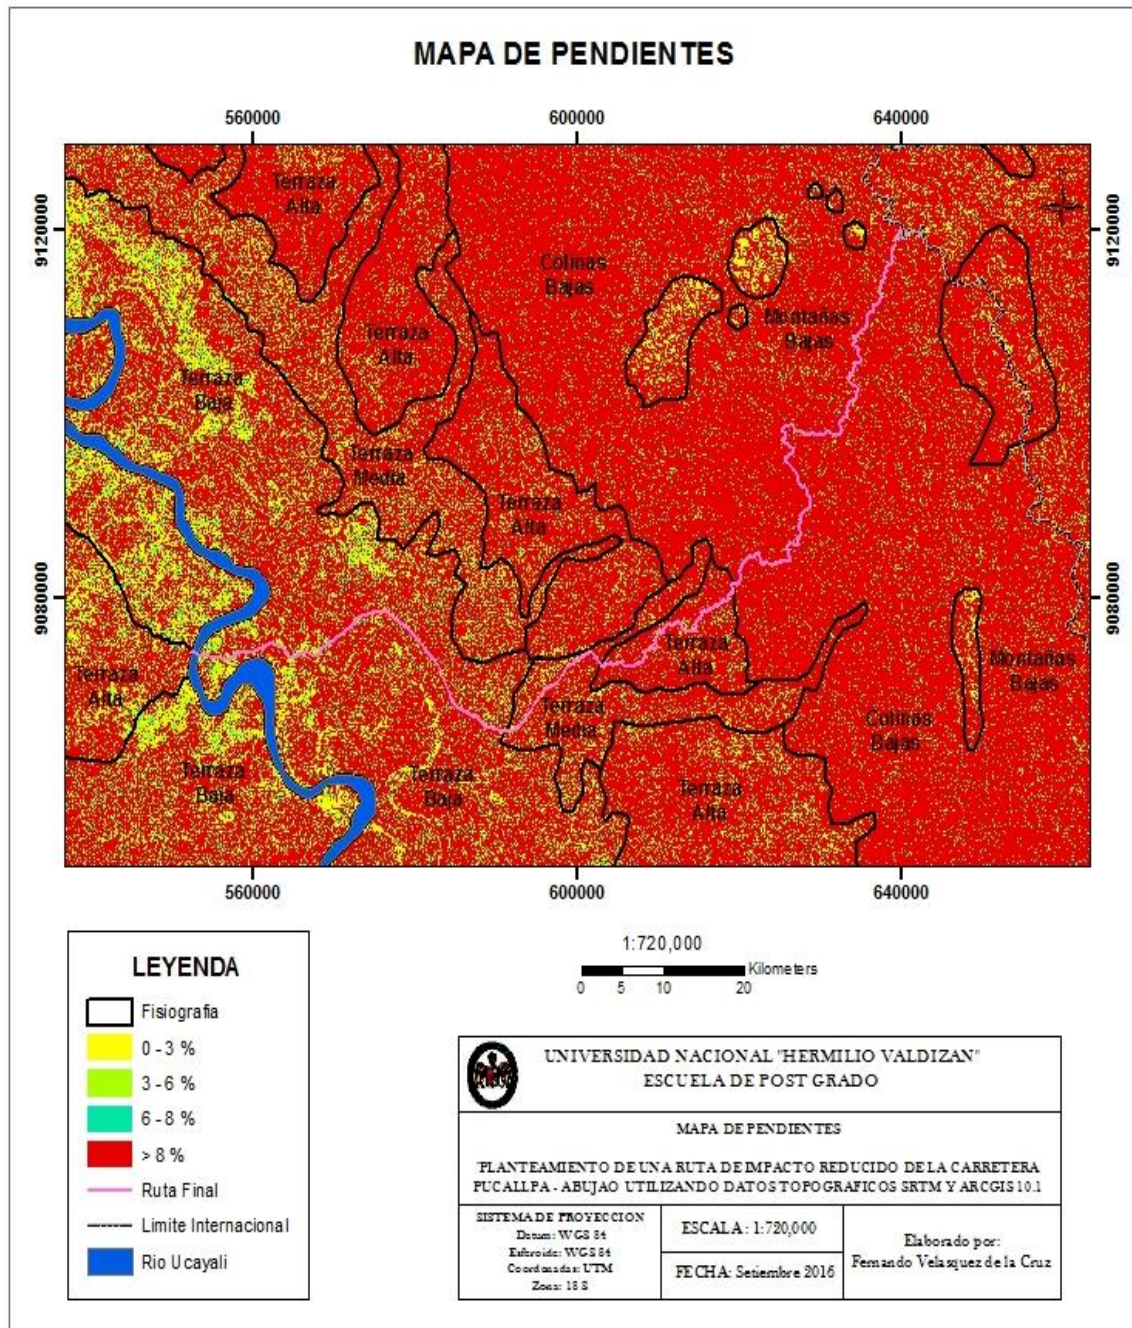 MAPA DE PENDIENTES
560000
600000
640000
9120000
9120000
Terraza
Alta
Colinas
Bajas
Terraza
Alta
Montañas
Bajas
Terraza
Baja
Terraza
Media
Terraza
Alta
9080000
9080000
Terraza
Alta
Terraza
Alta
Montañas
Bajas
Terraza
Media
Colinas
Bajas
Terraza
Baja
Terraza
Baja
Terraza
Alta
560000
600000
640000
LEYENDA
Fisiografia
0 - 3 %
3 - 6 %
6 - 8 %
> 8 %
Ruta Final
Limite Internacional
Rio Ucayali
1:720,000
Kilometers
0 5 10 20
UNIVERSIDAD NACIONAL "HERMILIO VALDIZAN"
ESCUELA DE POST GRADO
MAPA DE PENDIENTES
"PLANTEAMIENTO DE UNA RUTA DE IMPACTO REDUCIDO DE LA CARRETERA
PUCALLPA - ABUJAO UTILIZANDO DATOS TOPOGRAFICOS SRTM Y ARCGIS 10.1
SISTEMA DE PROYECCION
Datum: WGS 84
Esferoide: WGS 84
Coordenadas: UTM
Zona: 18 S
ESCALA: 1:720,000
FECHA: Setiembre 2016
Elaborado por:
Fernando Velasquez de la Cruz